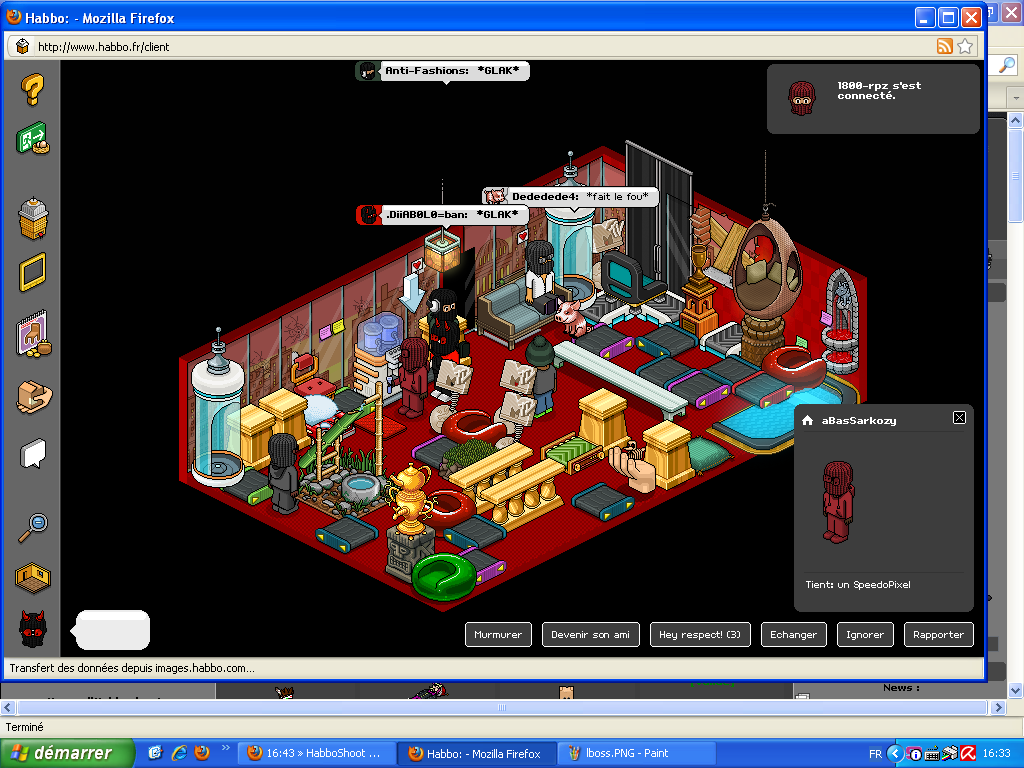 Habbo: - Mozilla Firefox
http://www.habbo.fr/client
Anti-Fashions: *GLAK*
1800-rpz s'est
connecté.
Dededede4: *fait le fou*
.DiiAB0L0=ban: *GLAK*
aBasSarkozy
Tient: un SpeedoPixel
Murmurer
Devenir son ami
Hey respect! (3)
Echanger
Ignorer
Rapporter
Transfert des données depuis images.habbo.com...
News :
Terminé
démarrer
16:43 » HabboShoot ...
Habbo: - Mozilla Firefox
lboss.PNG - Paint
FR
16:33